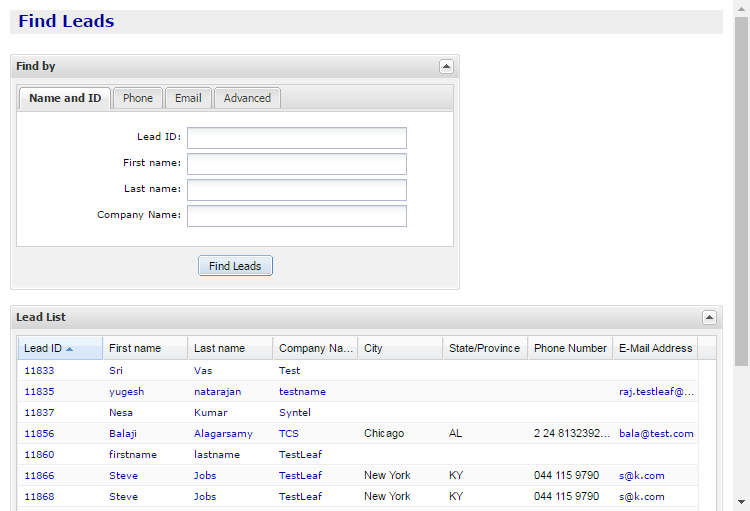 Find Leads
Find by
Name and ID Phone Email Advanced
Lead ID:
First name:
Last name:
Company Name:
Find Leads
Lead List
Lead ID First name Last name Company Na... City State/Province Phone Number E-Mail Address
11833 Sri Vas Test
11835 yugesh natarajan testname raj.testleaf@...
11837 Nesa Kumar Syntel
11856 Balaji Alagarsamy TCS Chicago AL 2 24 8132392... bala@test.com
11860 firstname lastname TestLeaf
11866 Steve Jobs TestLeaf New York KY 044 115 9790 s@k.com
11868 Steve Jobs TestLeaf New York KY 044 115 9790 s@k.com